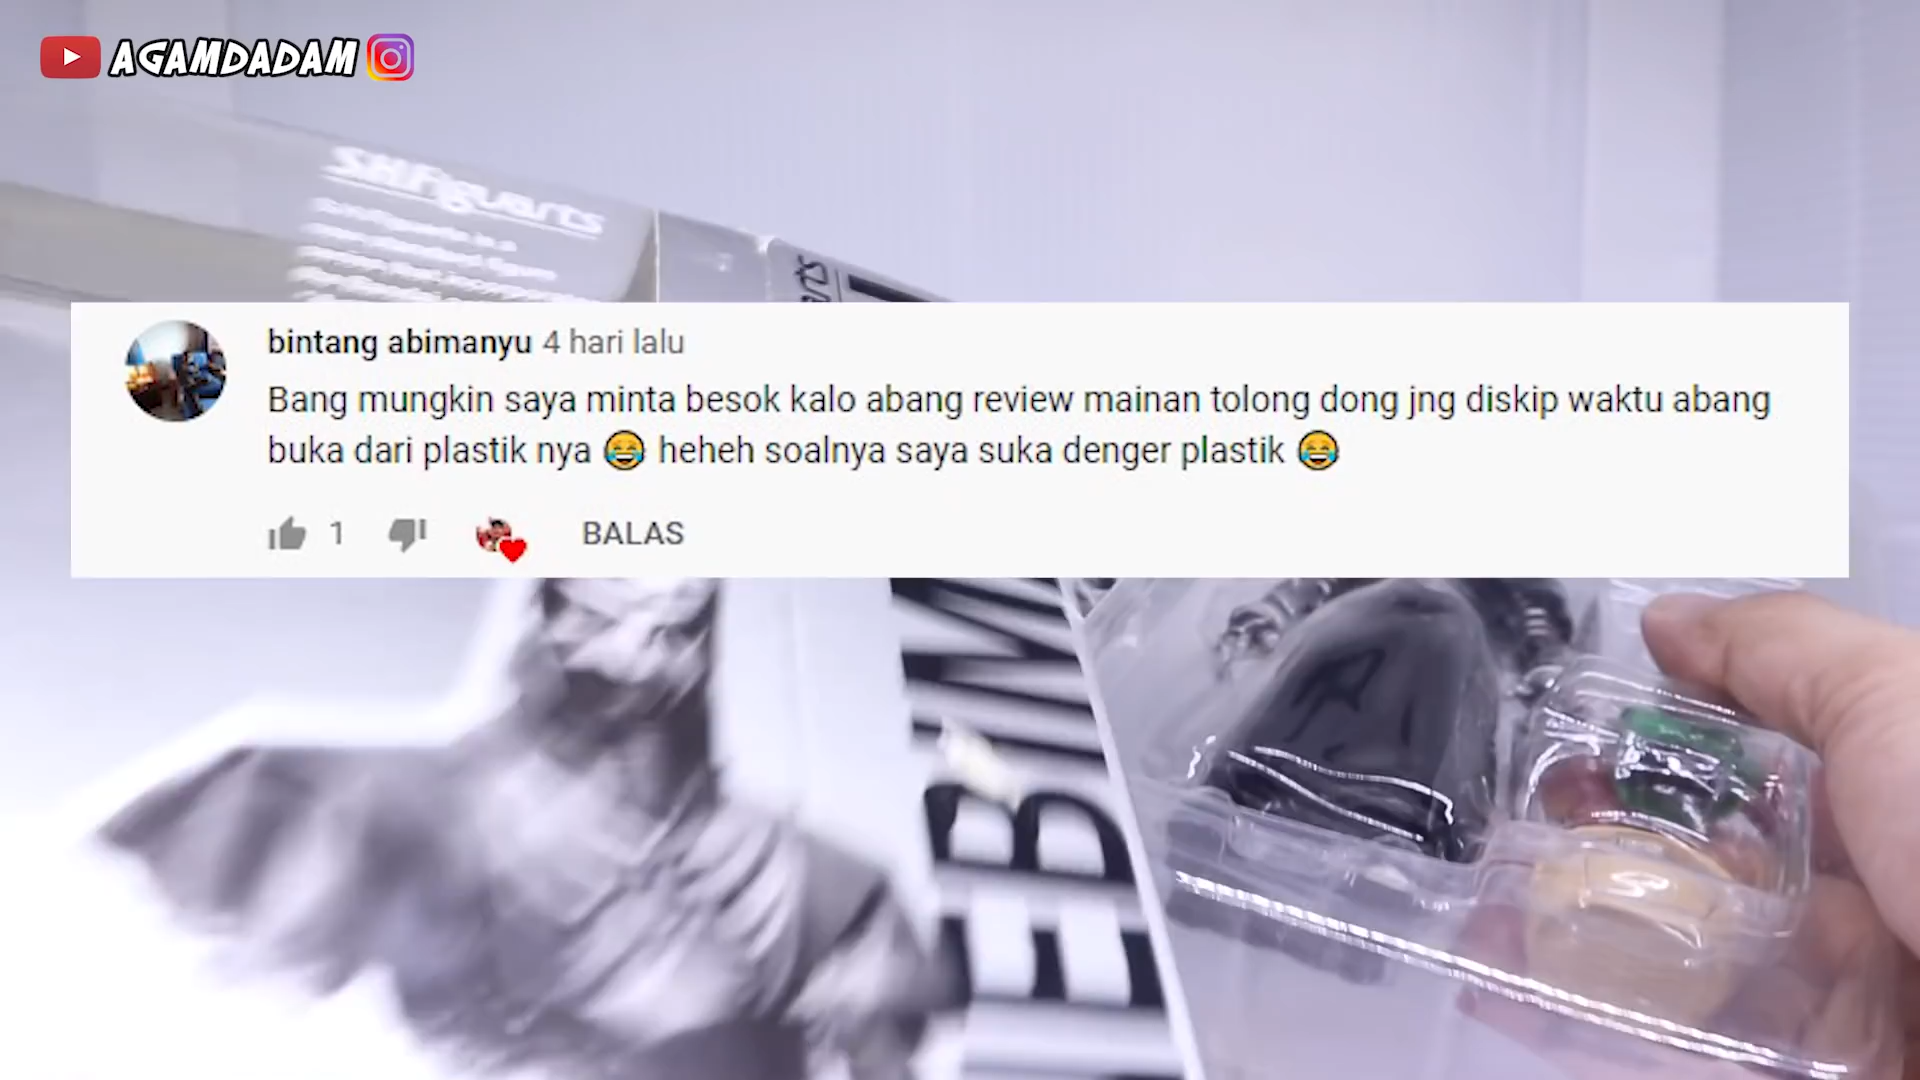 AGAMDADAM
S.H.Figuarts
bintang abimanyu 4 hari lalu
Bang mungkin saya minta besok kalo abang review mainan tolong dong jng diskip waktu abang
buka dari plastik nya 😂 heheh soalnya saya suka denger plastik 😂
1 BALAS